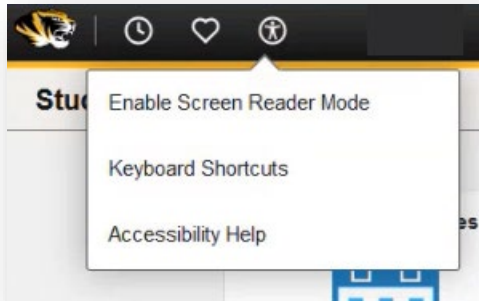 Stu
Enable Screen Reader Mode
Keyboard Shortcuts
Accessibility Help
es